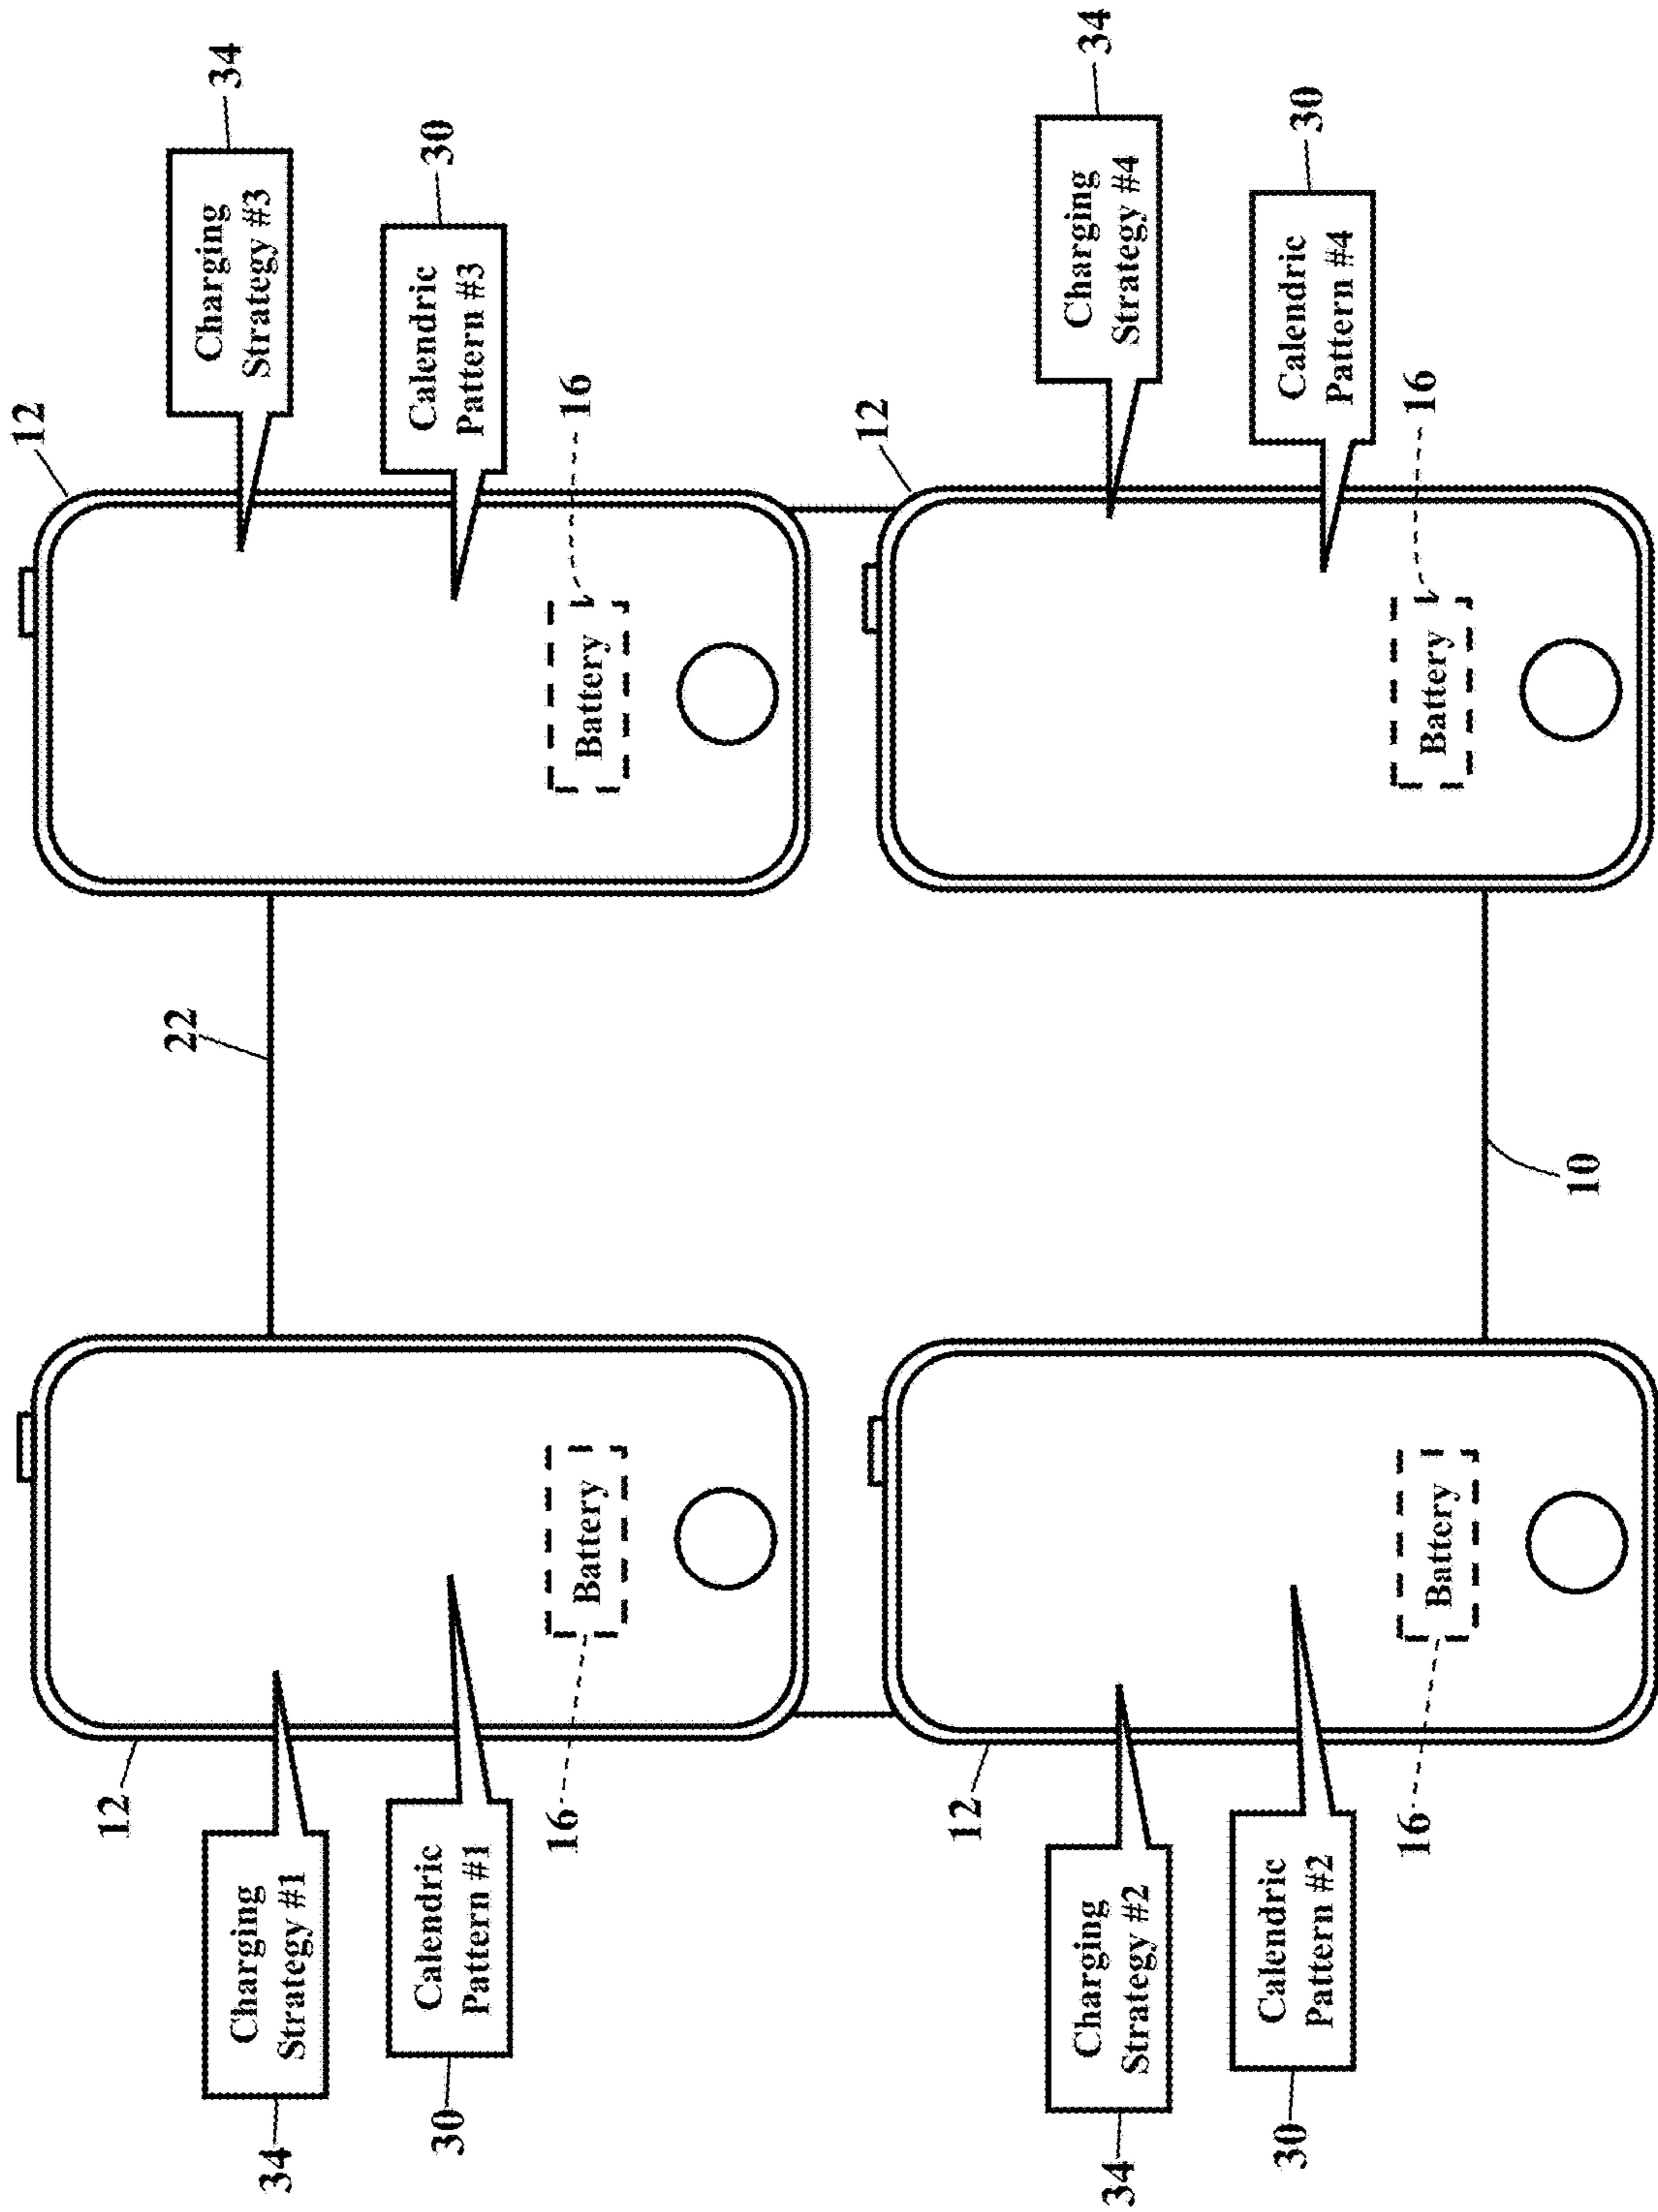 12
22
12
34
Charging
Strategy #1
34
Charging
Strategy #3
30
Calendric
Pattern #1
30
Calendric
Pattern #3
16
Battery
Battery
16
12
12
34
Charging
Strategy #2
34
Charging
Strategy #4
30
Calendric
Pattern #2
30
Calendric
Pattern #4
16
Battery
Battery
16
10